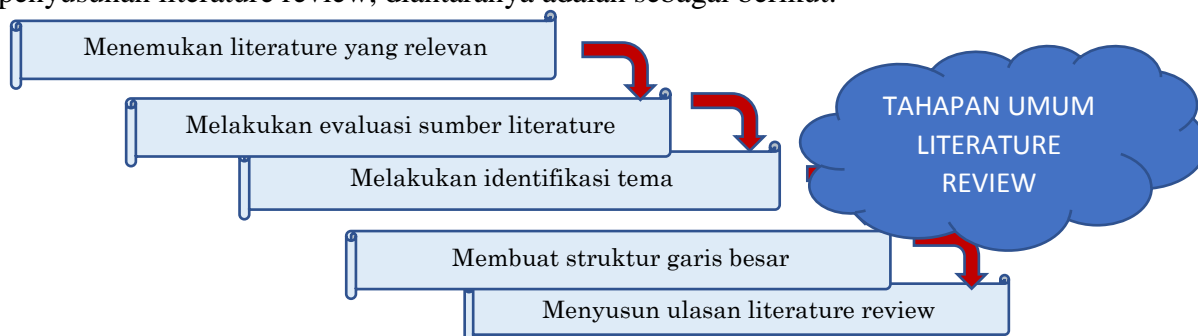 penyusunan literature review, diantaranya adalah sebagai berikut:
Menemukan literature yang relevan
Melakukan evaluasi sumber literature
Melakukan identifikasi tema
Membuat struktur garis besar
Menyusun ulasan literature review
TAHAPAN UMUM
LITERATURE
REVIEW